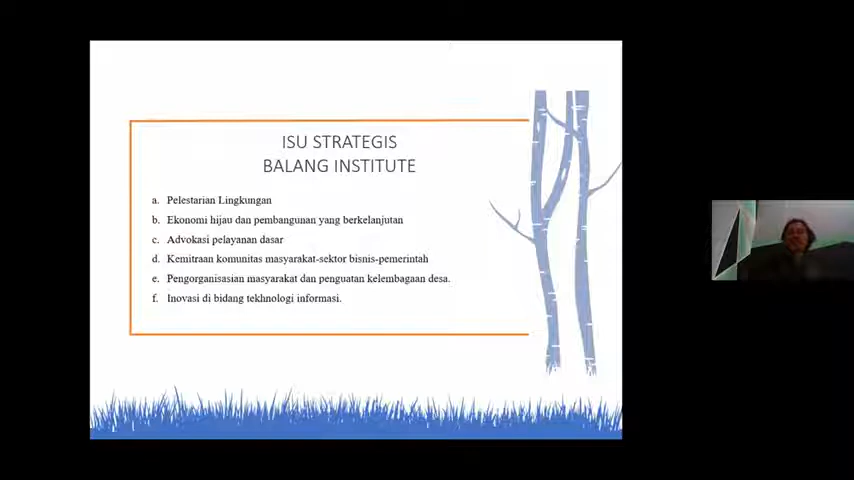 ISU STRATEGIS
BALANG INSTITUTE
a. Pelestarian Lingkungan
b. Ekonomi hijau dan pembangunan yang berkelanjutan
c. Advokasi pelayanan dasar
d. Kemitraan komunitas masyarakat-sektor bisnis-pemerintah
e. Pengorganisasian masyarakat dan penguatan kelembagaan desa.
f. Inovasi di bidang tekhnologi informasi.